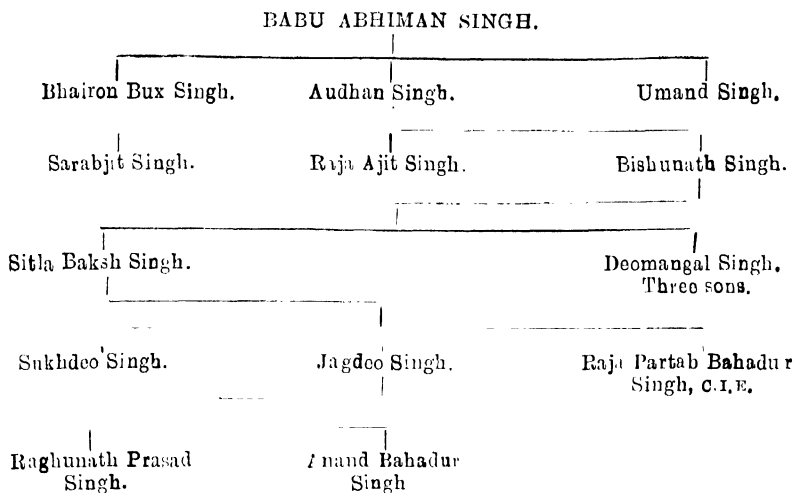 BABU ABHIMAN SINGH.
Bhairon Bux Singh. Audhan Singh. Umand Singh.
Sarabjit Singh. Raja Ajit Singh. Bishunath Singh.
Sitla Baksh Singh. Deomangal Singh.
Three sons.
Sukhdeo Singh. Jagdeo Singh. Raja Partab Bahadur
Singh, C.I.E.
Raghunath Prasad Anand Bahadur
Singh. Singh